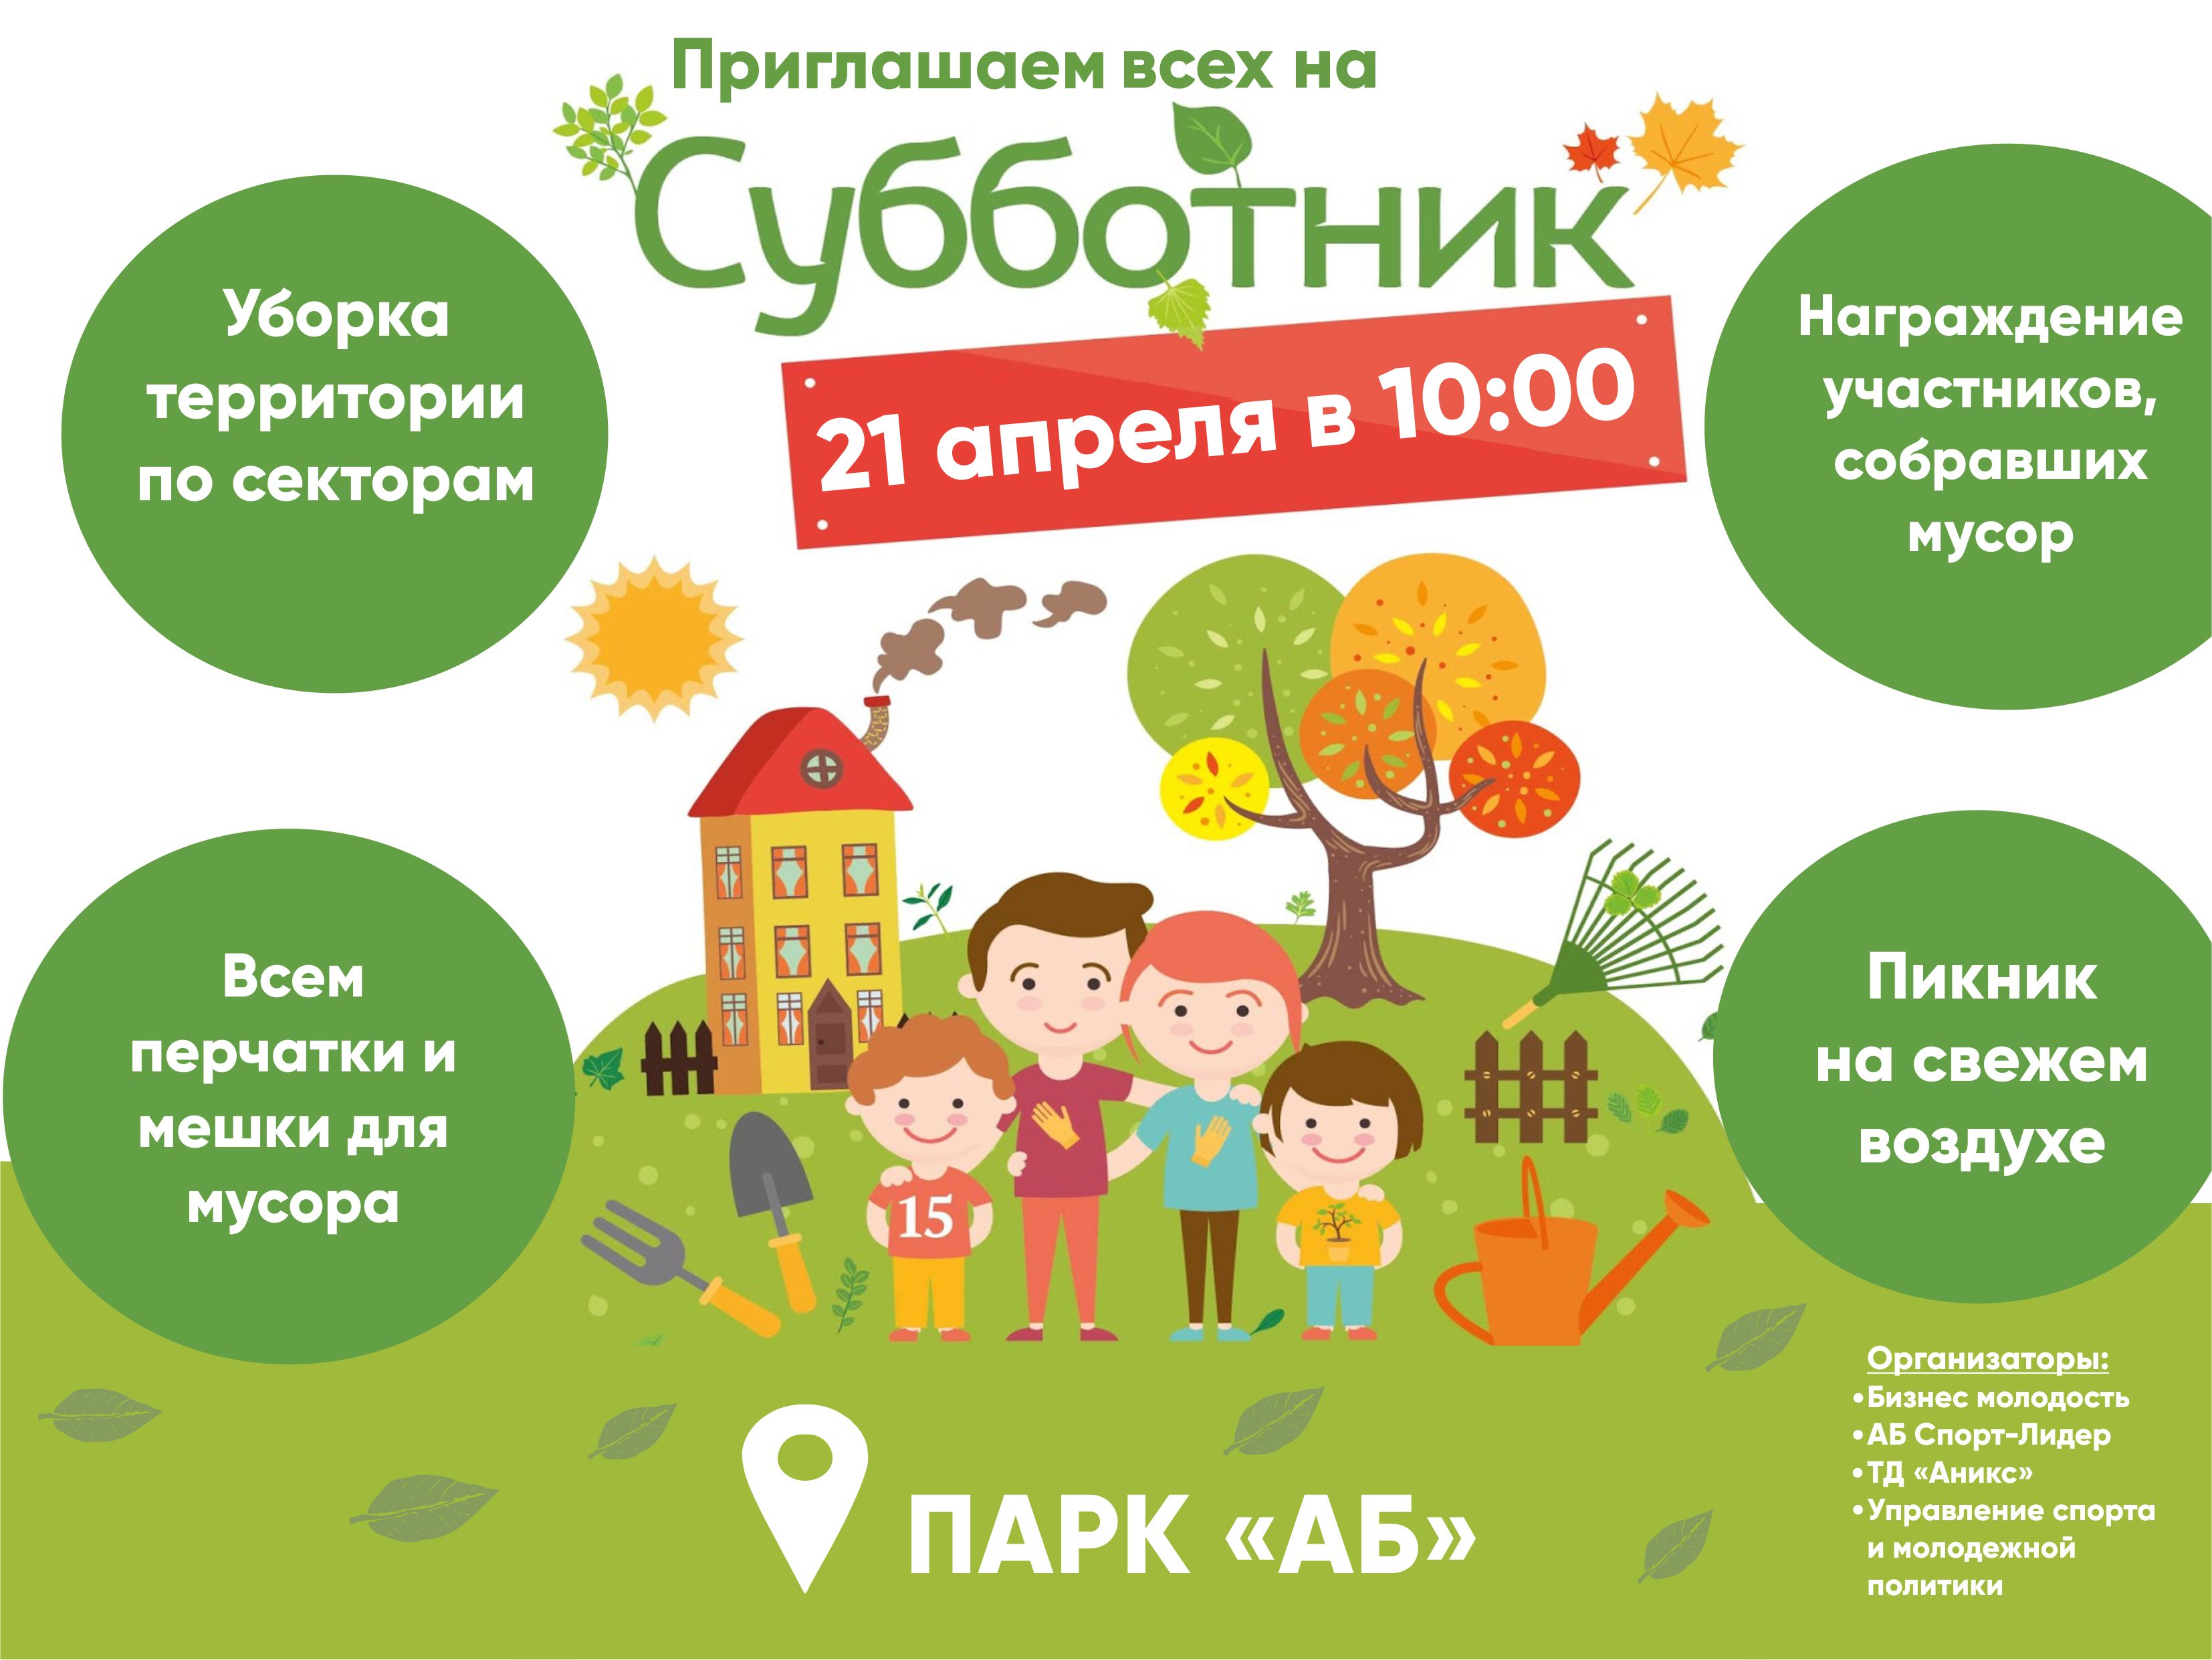 Приглашаем всех на
Субботник
21 апреля в 10:00
Уборка
территории
по секторам
Награждение
участников,
собравших
мусор
Всем
перчатки и
мешки для
мусора
Пикник
на свежем
воздухе
15
ПАРК «АБ»
Организаторы:
•Бизнес молодость
•АБ Спорт-Лидер
•ТД «Аникс»
•Управление спорта
и молодежной
политики